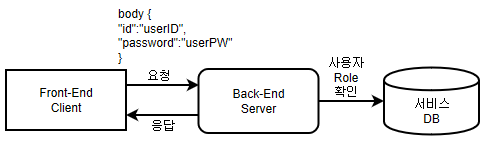 body {
"id":"userID",
"password":"userPW"
}
요청
Front-End
Client
응답
Back-End
Server
사용자
Role
확인
서비스
DB